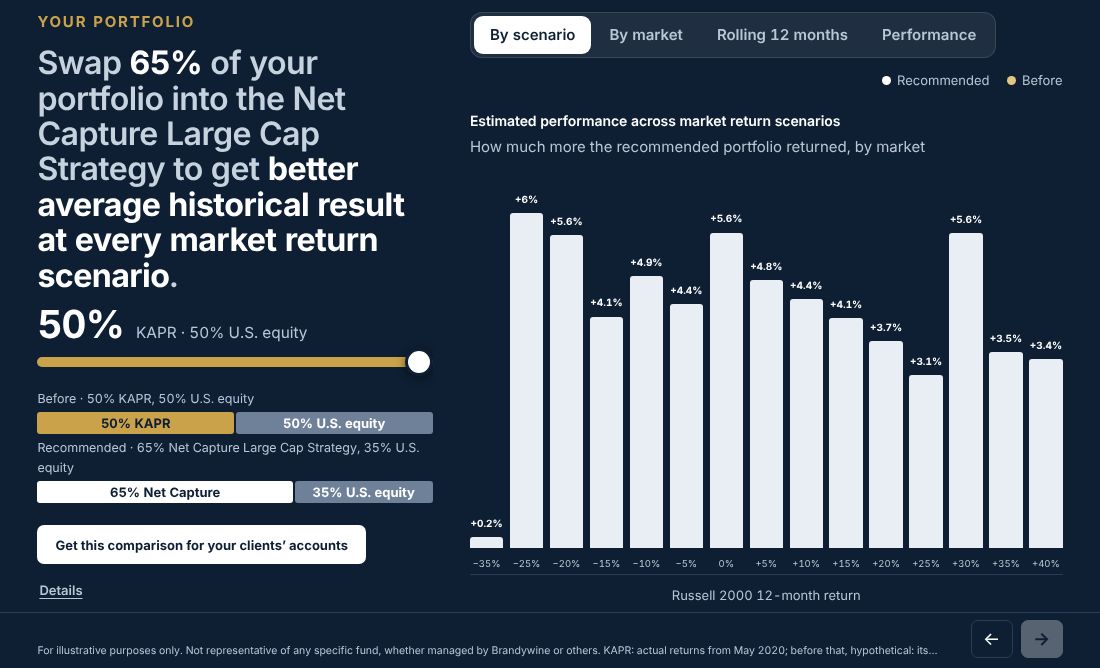 YOUR PORTFOLIO
Swap 65% of your
portfolio into the Net
Capture Large Cap
Strategy to get better
average historical result
at every market return
scenario.
50% KAPR · 50% U.S. equity
Before · 50% KAPR, 50% U.S. equity
50% KAPR 50% U.S. equity
Recommended · 65% Net Capture Large Cap Strategy, 35% U.S.
equity
65% Net Capture 35% U.S. equity
Get this comparison for your clients’ accounts
Details
By scenario By market Rolling 12 months Performance
Recommended Before
Estimated performance across market return scenarios
How much more the recommended portfolio returned, by market
+0.2% +6% +5.6% +4.1% +4.9% +4.4% +5.6% +4.8% +4.4% +4.1% +3.7% +3.1% +5.6% +3.5% +3.4%
−35% −25% −20% −15% −10% −5% 0% +5% +10% +15% +20% +25% +30% +35% +40%
Russell 2000 12-month return
For illustrative purposes only. Not representative of any specific fund, whether managed by Brandywine or others. KAPR: actual returns from May 2020; before that, hypothetical: its…
← →